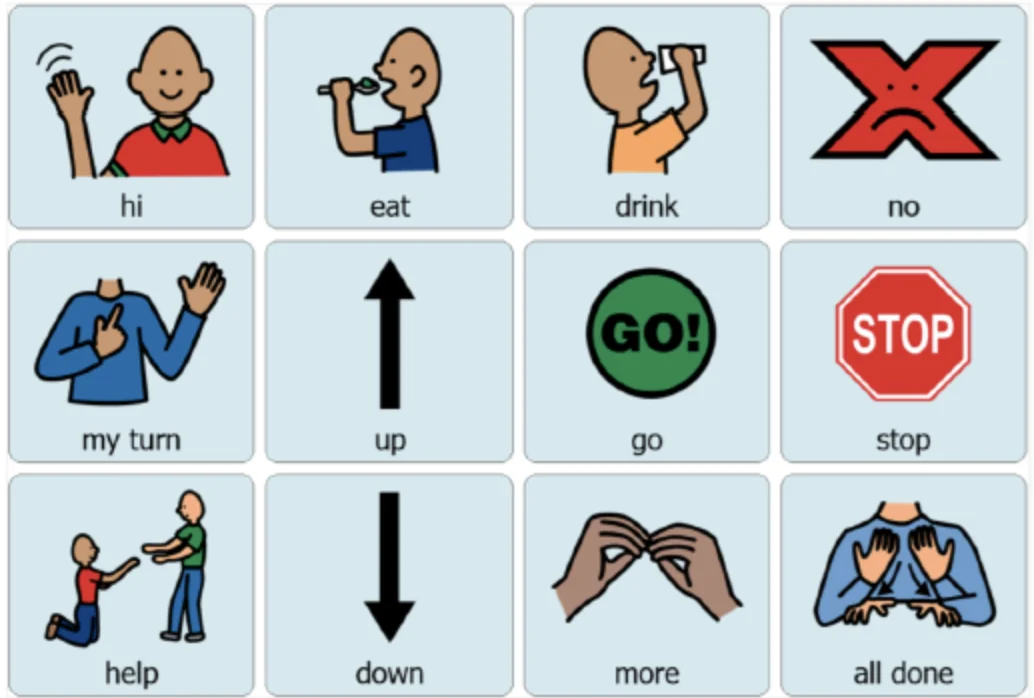 hi
eat
drink
no
my turn
up
GO!
go
STOP
stop
help
down
more
all done